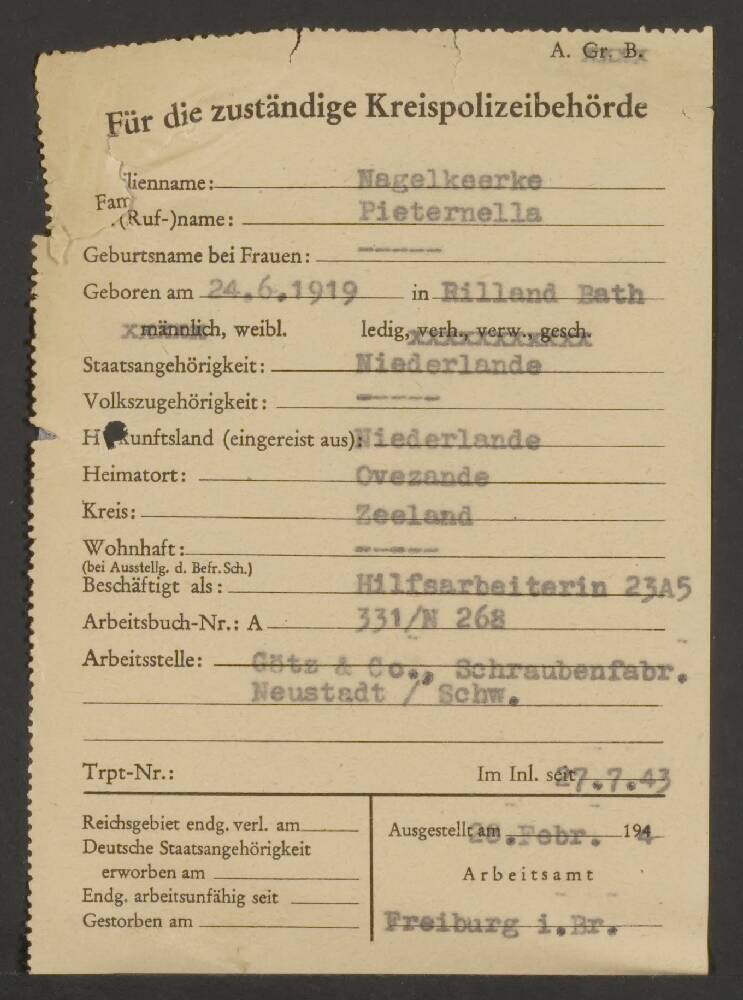 A. Gr. B.
Für die zuständige Kreispolizeibehörde
ilienname: Nagelkeerke
Fam
(Ruf-)name: Pieternella
Geburtsname bei Frauen: -----
Geboren am 24.6.1919 in Rilland Bath
männlich, weibl. ledig, verh., verw., gesch.
Staatsangehörigkeit: Niederlande
Volkszugehörigkeit: -----
H kunftsland (eingereist aus): Niederlande
Heimatort: Ovezande
Kreis: Zeeland
Wohnhaft: -----
(bei Ausstellg. d. Befr. Sch.)
Beschäftigt als: Hilfsarbeiterin 23A5
Arbeitsbuch-Nr.: A 331/N 268
Arbeitsstelle: Götz & Co., Schraubenfabr.
Neustadt / Schw.
Trpt-Nr.: Im Inl. seit 27.7.43
Reichsgebiet endg. verl. am
Deutsche Staatsangehörigkeit
erworben am
Endg. arbeitsunfähig seit
Gestorben am
Ausgestellt am Febr. 194 4
Arbeitsamt
Freiburg i.Br.